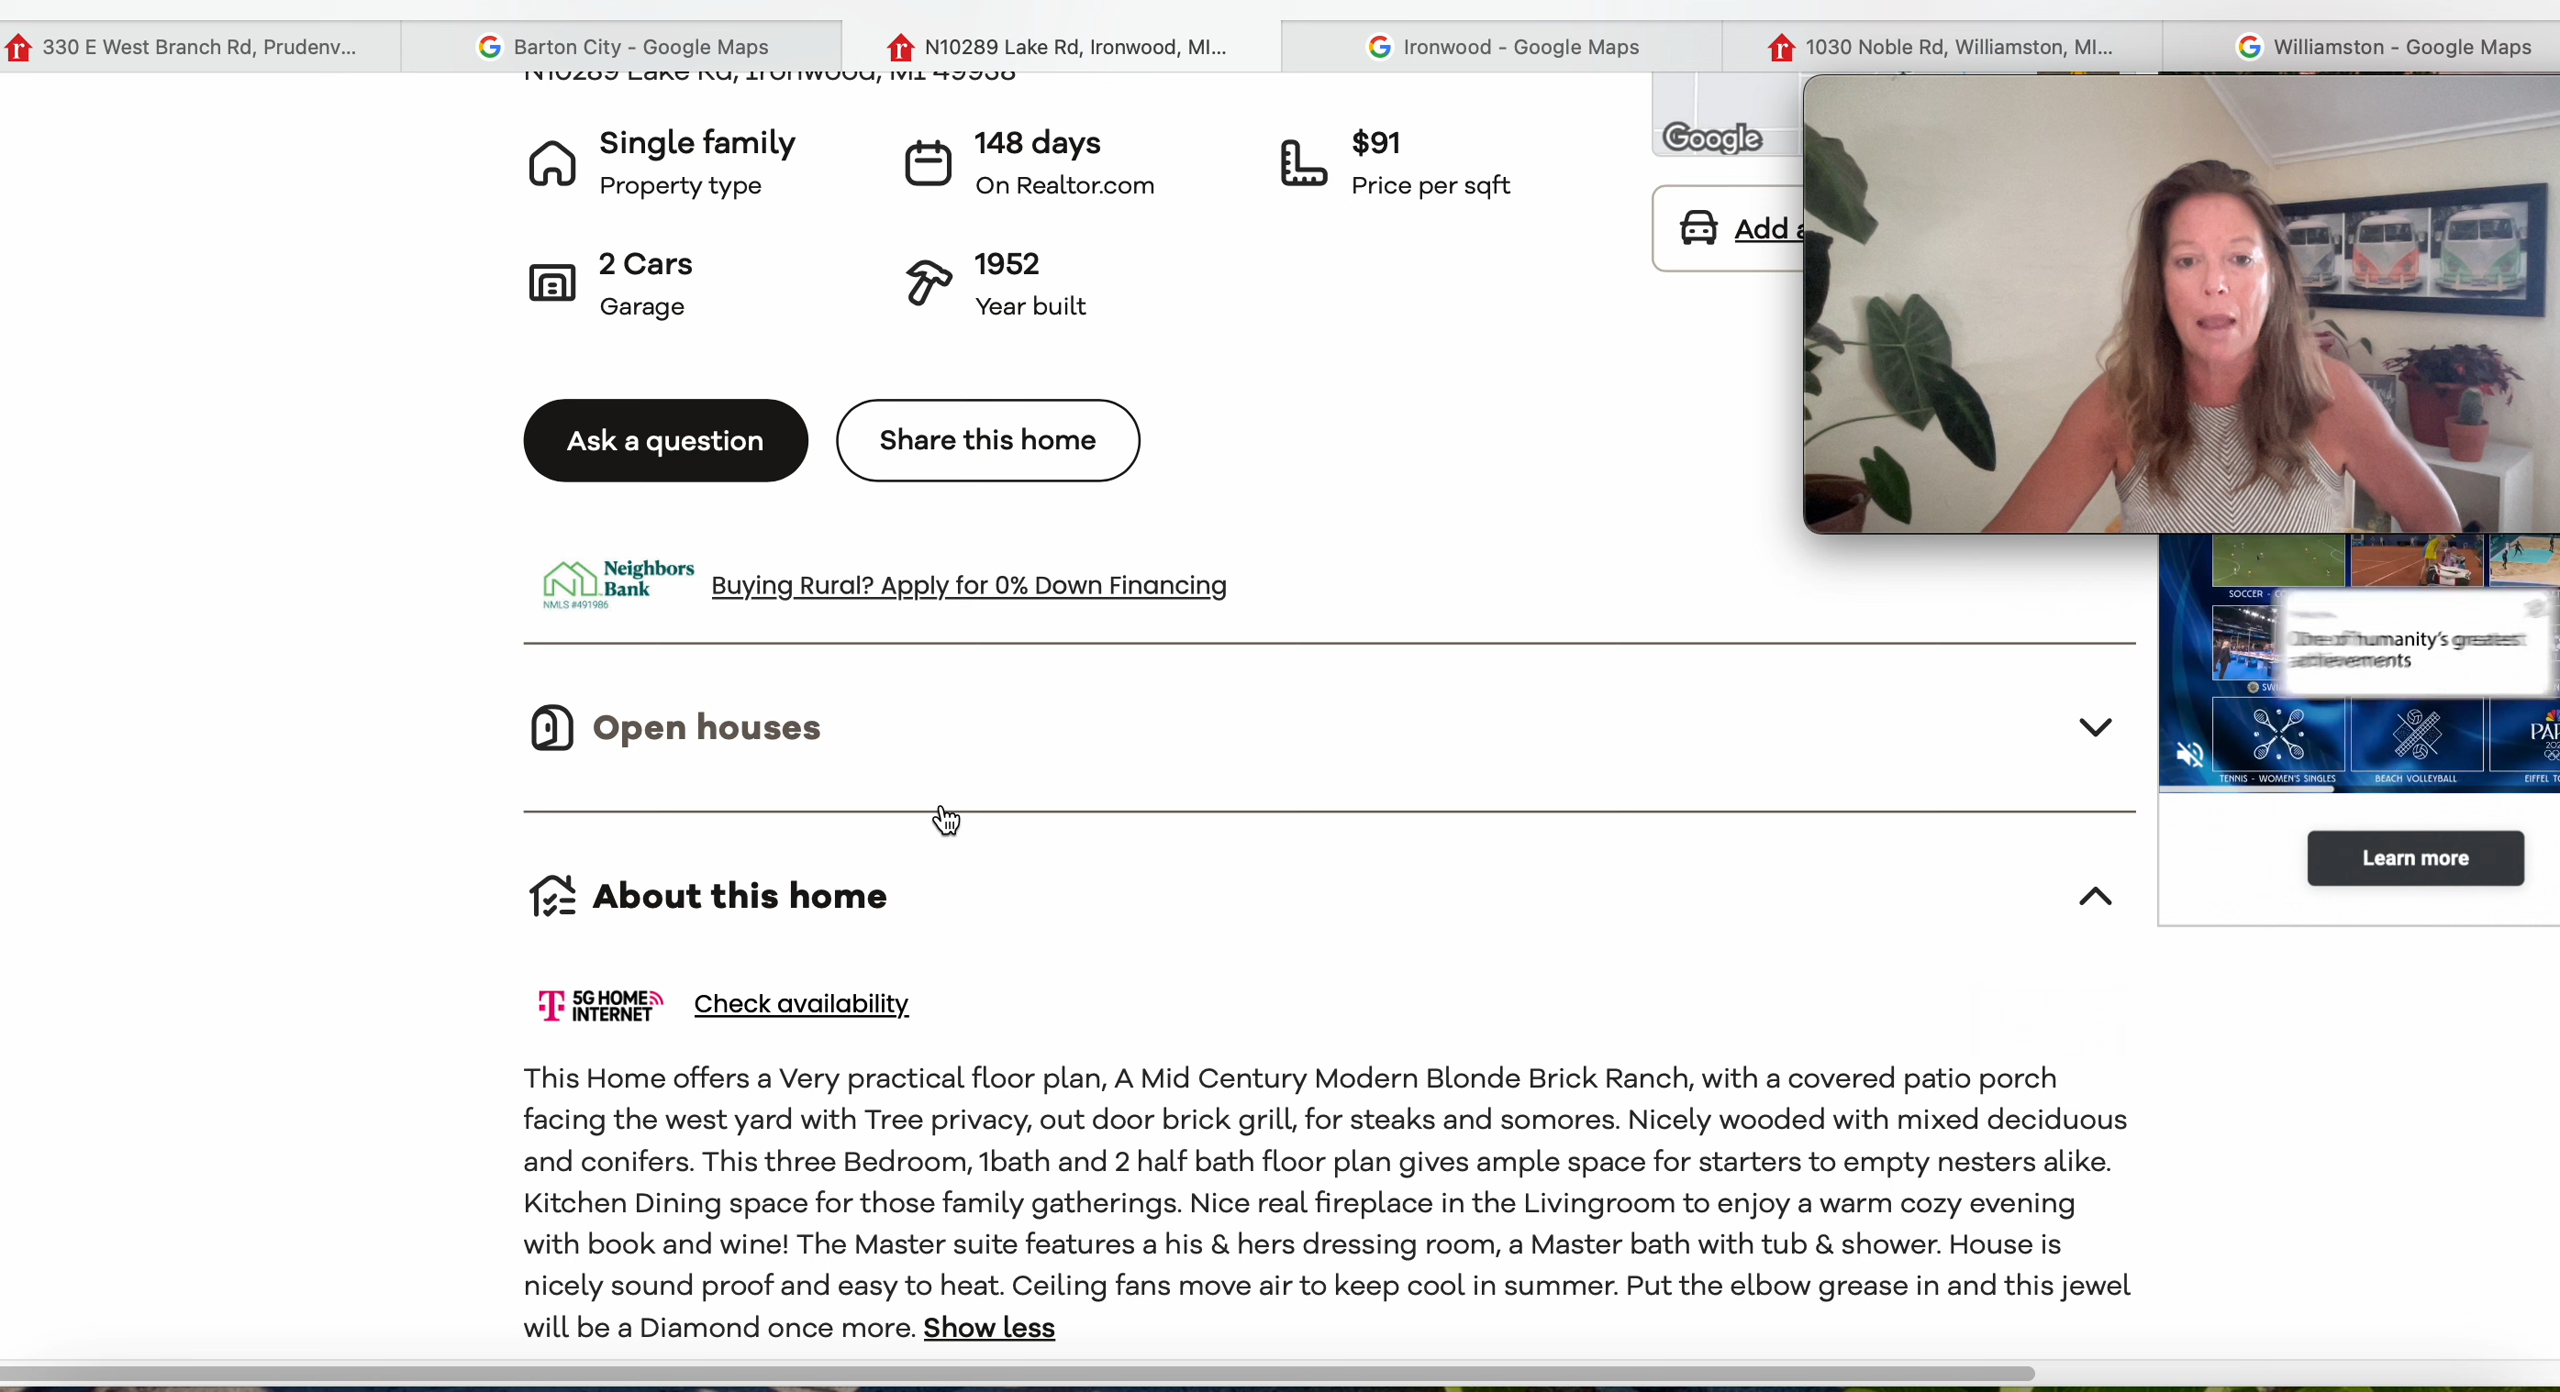 330 E West Branch Rd, Prudenv...
Barton City - Google Maps
N10289 Lake Rd, Ironwood, MI...
Ironwood - Google Maps
1030 Noble Rd, Williamston, MI...
Williamston - Google Maps
N10289 Lake Rd, Ironwood, MI 49938
Single family
Property type
148 days
On Realtor.com
$91
Price per sqft
2 Cars
Garage
1952
Year built
Google
Add
Ask a question
Share this home
Neighbors
Bank
NMLS #491986
Buying Rural? Apply for 0% Down Financing
Open houses
SOCCER -
One of humanity's greatest
achievements
TENNIS - WOMEN'S SINGLES
BEACH VOLLEYBALL
Learn more
About this home
T 5G HOME
INTERNET
Check availability
This Home offers a Very practical floor plan, A Mid Century Modern Blonde Brick Ranch, with a covered patio porch
facing the west yard with Tree privacy, out door brick grill, for steaks and somores. Nicely wooded with mixed deciduous
and conifers. This three Bedroom, 1bath and 2 half bath floor plan gives ample space for starters to empty nesters alike.
Kitchen Dining space for those family gatherings. Nice real fireplace in the Livingroom to enjoy a warm cozy evening
with book and wine! The Master suite features a his & hers dressing room, a Master bath with tub & shower. House is
nicely sound proof and easy to heat. Ceiling fans move air to keep cool in summer. Put the elbow grease in and this jewel
will be a Diamond once more. Show less